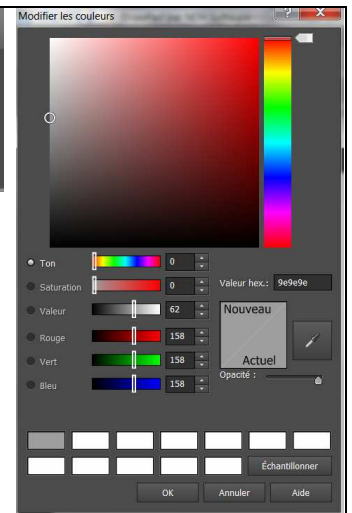 Modifier les couleurs
Ton 0
Saturation 0
Valeur hex.: 9e9e9e
Valeur 62
Nouveau
Rouge 158
Vert 158
Actuel
Opacité :
Bleu 158
Échantillonner
OK Annuler Aide